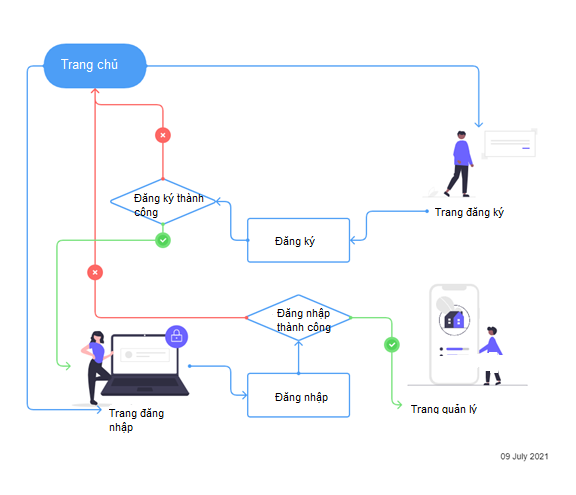 Trang chủ
Đăng ký thành
công
Trang đăng ký
Đăng ký
Đăng nhập
thành công
Đăng nhập
Trang đăng
nhập
Trang quản lý
09 July 2021